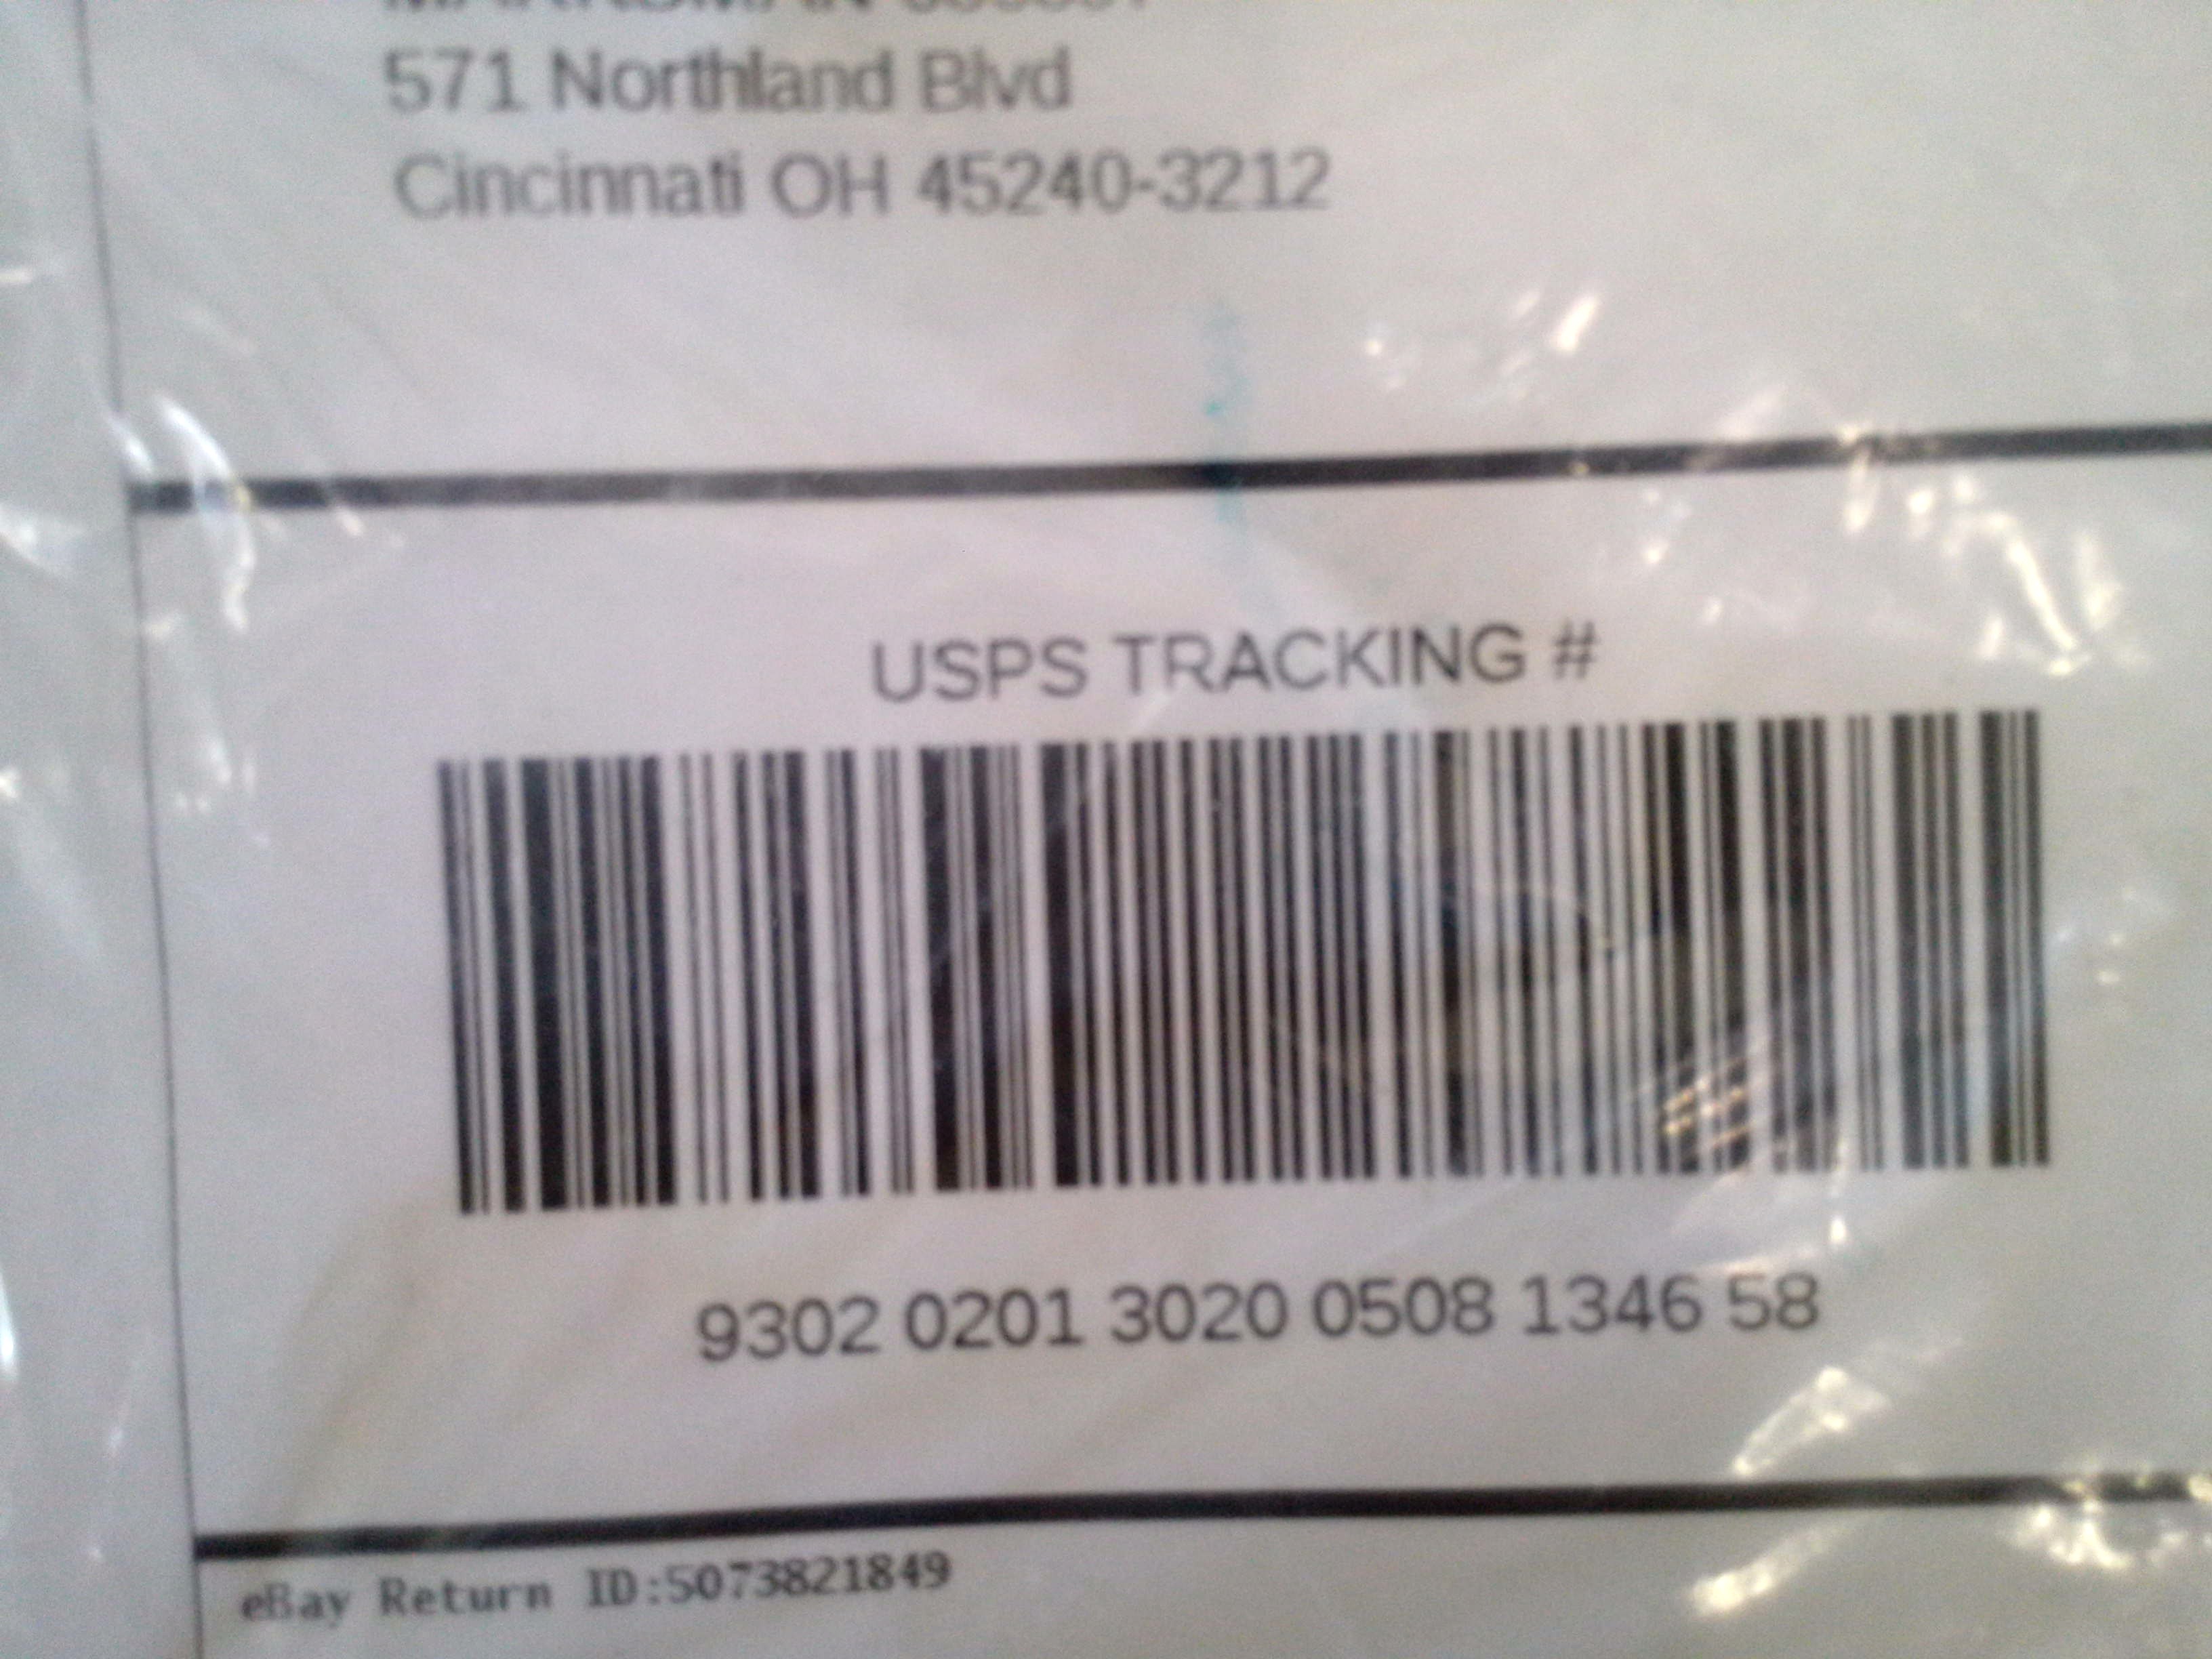 571 Northland Blvd
Cincinnati OH 45240-3212
USPS TRACKING #
9302 0201 3020 0508 1346 58
eBay Return ID:5073821849